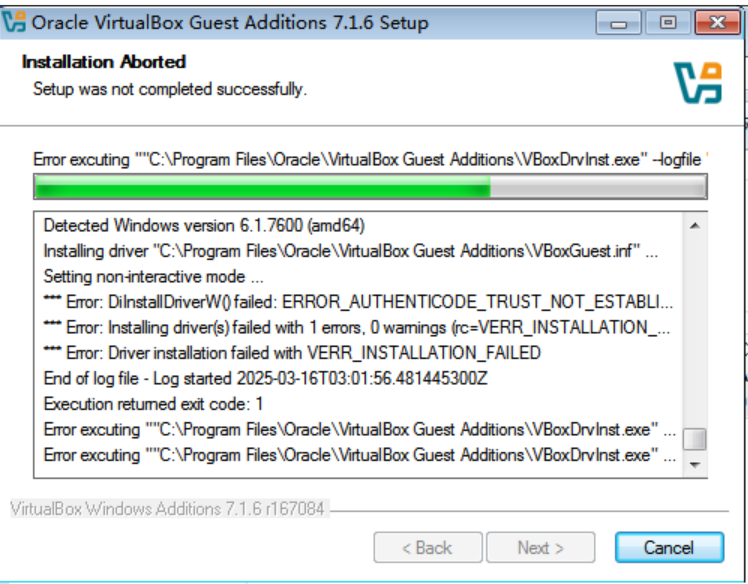 Oracle VirtualBox Guest Additions 7.1.6 Setup
Installation Aborted
Setup was not completed successfully.
Error excuting ""C:\Program Files\Oracle\VirtualBox Guest Additions\VBoxDrvInst.exe" --logfile '
Detected Windows version 6.1.7600 (amd64)
Installing driver "C:\Program Files\Oracle\VirtualBox Guest Additions\VBoxGuest.inf" ...
Setting non-interactive mode ...
*** Error: DiInstallDriverW() failed: ERROR_AUTHENTICODE_TRUST_NOT_ESTABLI...
*** Error: Installing driver(s) failed with 1 errors, 0 warnings (rc=VERR_INSTALLATION_...
*** Error: Driver installation failed with VERR_INSTALLATION_FAILED
End of log file - Log started 2025-03-16T03:01:56.481445300Z
Execution returned exit code: 1
Error excuting ""C:\Program Files\Oracle\VirtualBox Guest Additions\VBoxDrvInst.exe" ...
Error excuting ""C:\Program Files\Oracle\VirtualBox Guest Additions\VBoxDrvInst.exe" ...
VirtualBox Windows Additions 7.1.6 r167084
< Back
Next >
Cancel